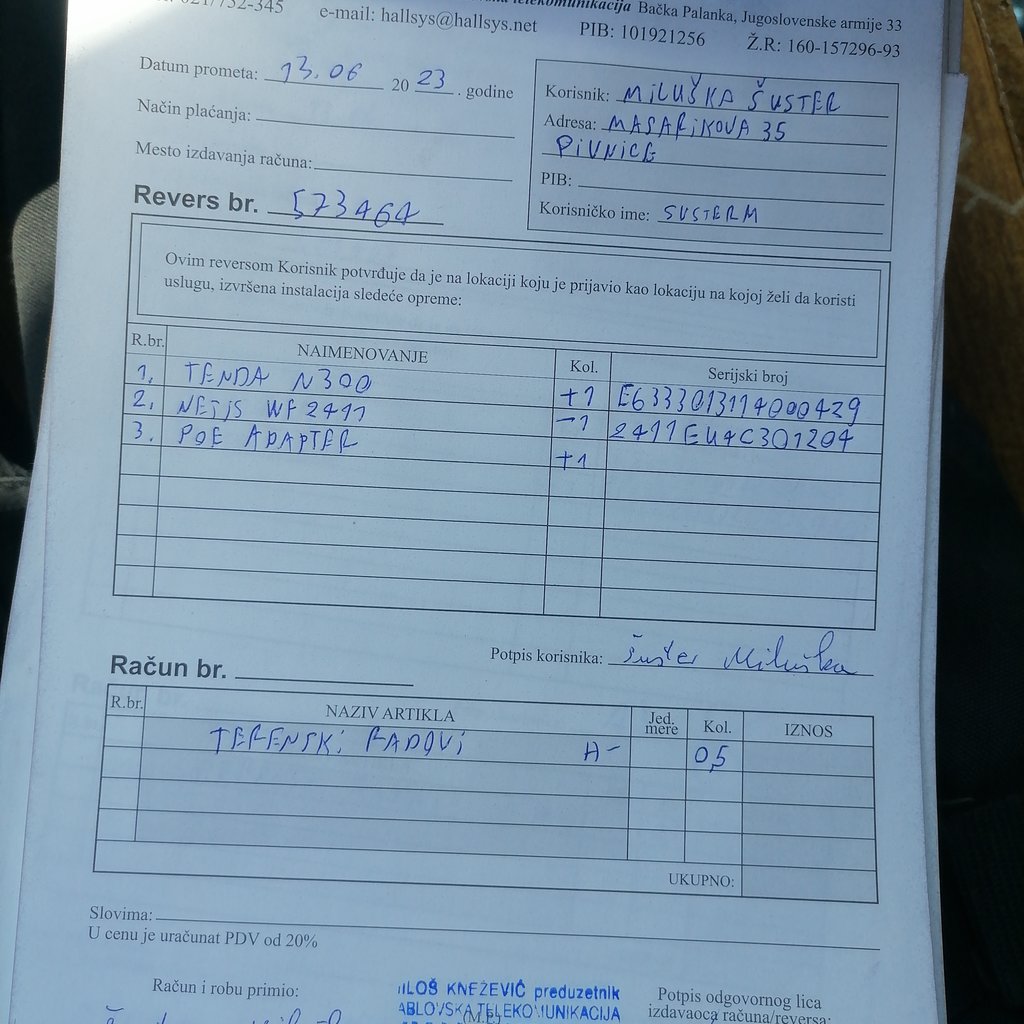 telekomunikacija Bačka Palanka, Jugoslovenske armije 33
021/752-345 e-mail: hallsys@hallsys.net PIB: 101921256 Ž.R: 160-157296-93
Datum prometa: 13.06 2023. godine
Način plaćanja:
Mesto izdavanja računa:
Korisnik: MiLUŠKA ŠUSTER
Adresa: MASARiKOVA 35
PiVNiCE
PIB:
Korisničko ime: SUSTERM
Revers br. 573464
Ovim reversom Korisnik potvrđuje da je na lokaciji koju je prijavio kao lokaciju na kojoj želi da koristi
uslugu, izvršena instalacija sledeće opreme:
R.br. NAIMENOVANJE Kol. Serijski broj
1. TENDA N300 +1 E6333013114000429
2. NETIS WF2411 -1 2411EU4C301204
3. POE ADAPTER +1
Potpis korisnika: Šušter Miluška
Račun br.
R.br. NAZIV ARTIKLA Jed. mere Kol. IZNOS
TERENSKi RADOVi A- 0,5
UKUPNO:
Slovima:
U cenu je uračunat PDV od 20%
Račun i robu primio:
MILOŠ KNEŽEVIĆ preduzetnik
KABLOVSKA TELEKOMUNIKACIJA
(M.P.)
Potpis odgovornog lica
izdavaoca računa/reversa: